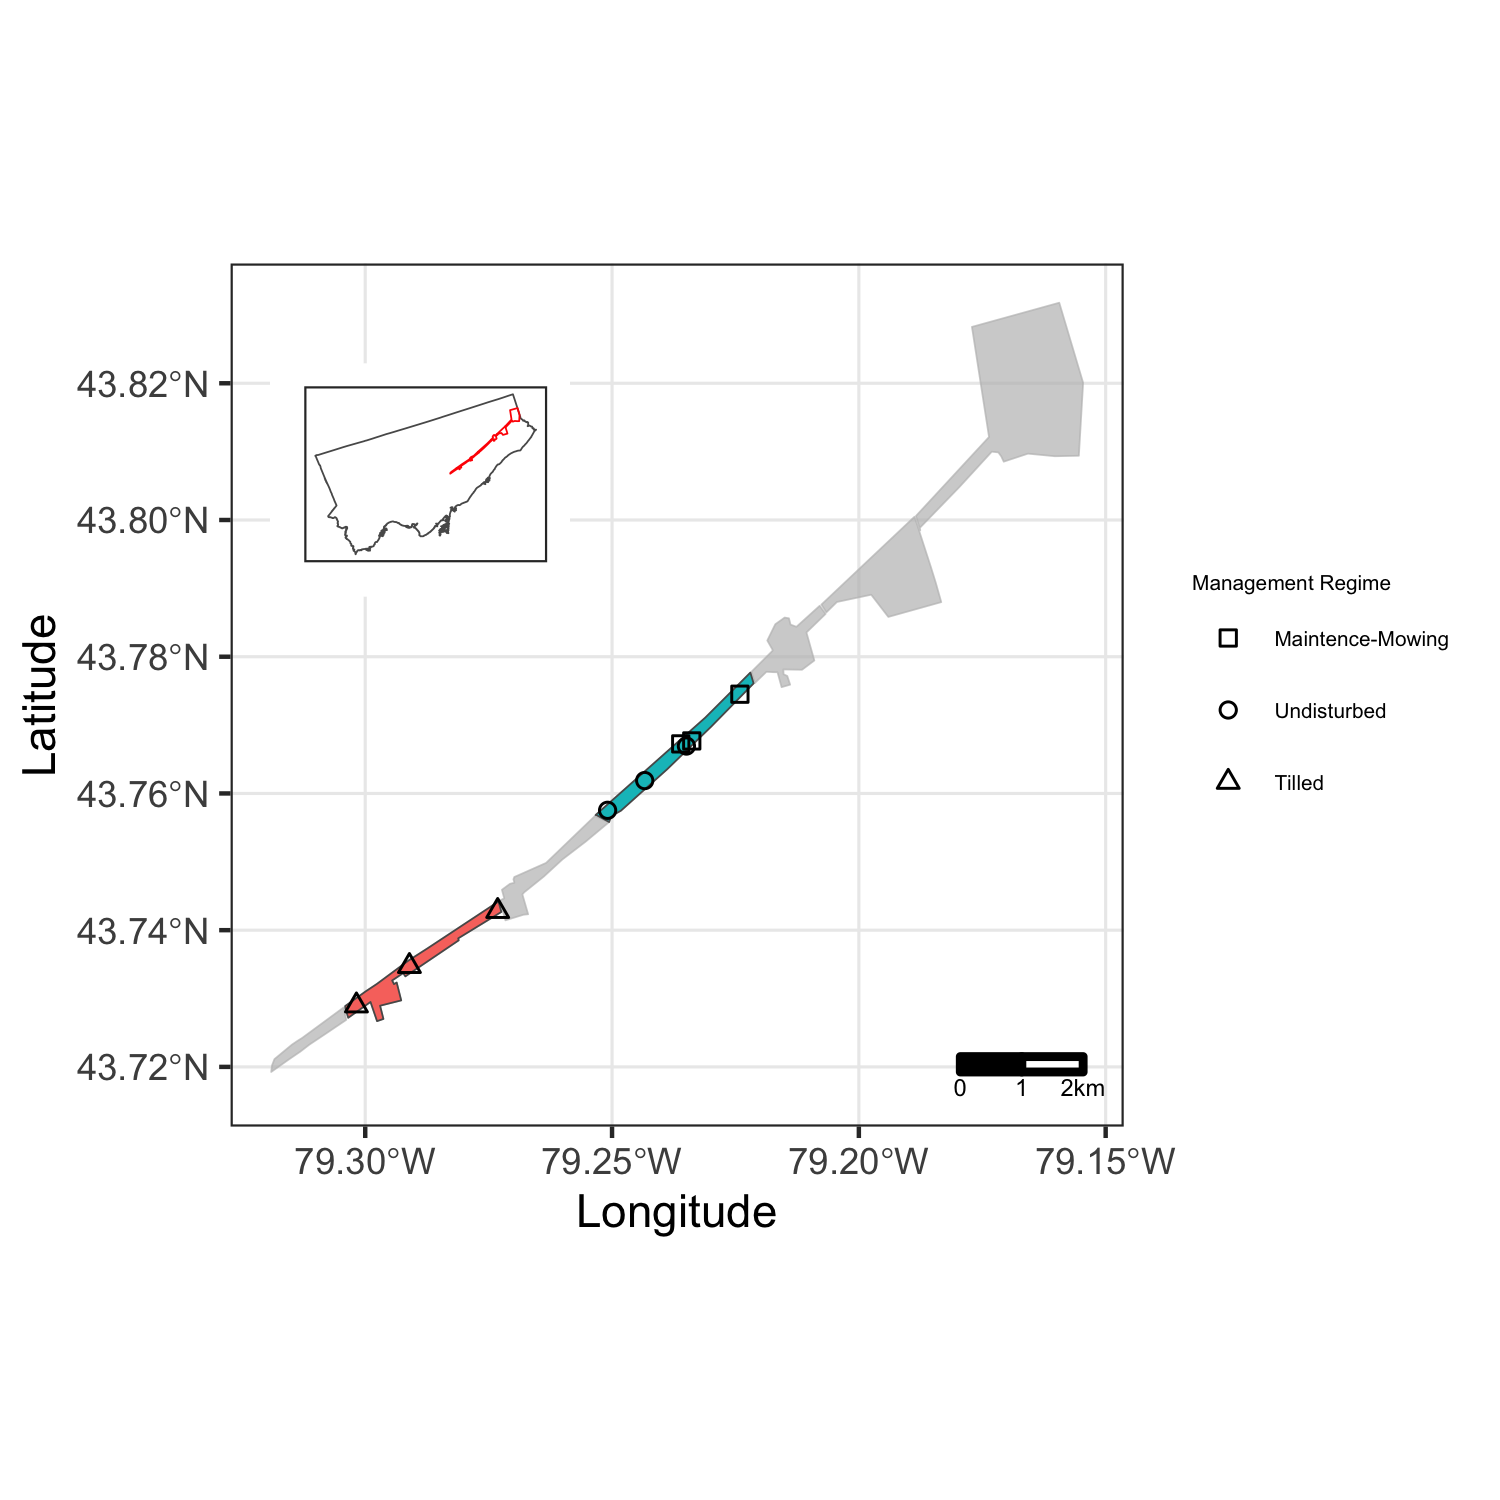 Latitude
43.82°N
43.80°N
43.78°N
43.76°N
43.74°N
43.72°N
0 1 2km
79.30°W 79.25°W 79.20°W 79.15°W
Longitude
Management Regime
Maintence-Mowing
Undisturbed
Tilled